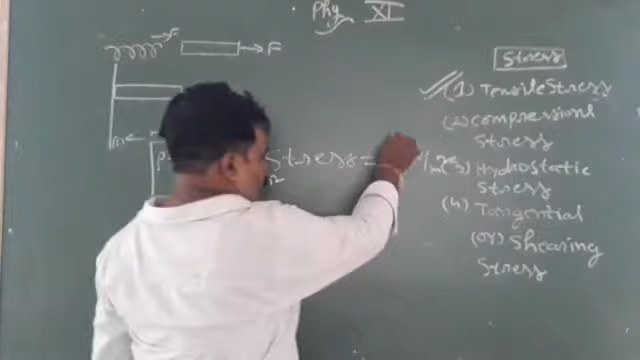 Phy XI
F
F
Stress =
Stress
(1) Tensile Stress
(2) Compressional
Stress
(3) Hydrostatic
Stress
(4) Tangential
(or) Shearing
Stress